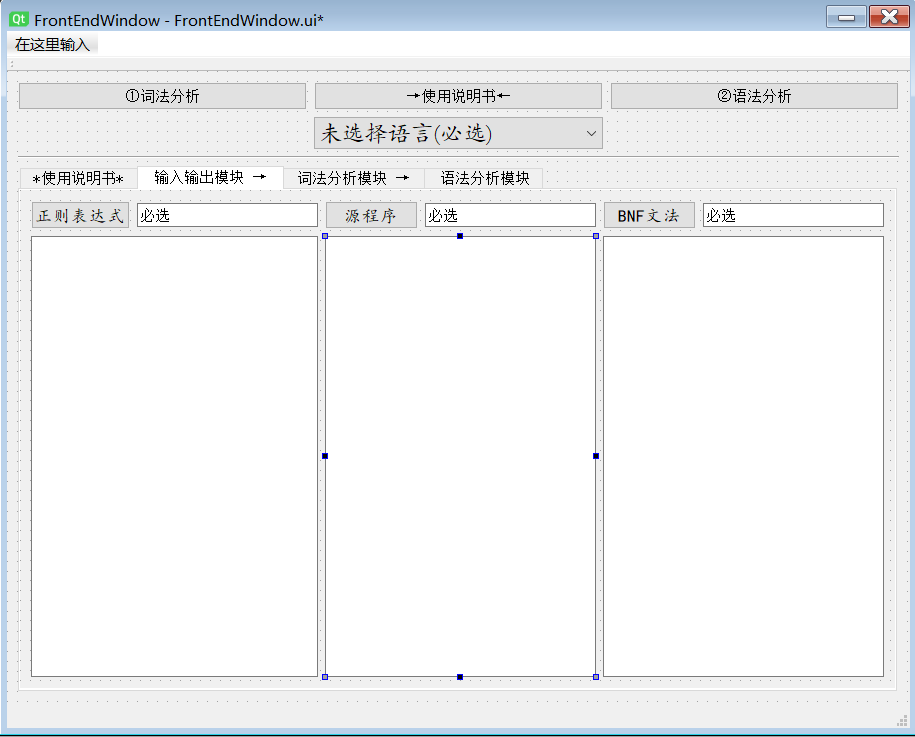 Qt FrontEndWindow - FrontEndWindow.ui*
在这里输入
①词法分析 →使用说明书← ②语法分析
未选择语言(必选)
*使用说明书* 输入输出模块 → 词法分析模块 → 语法分析模块
正则表达式 必选 源程序 必选 BNF文法 必选